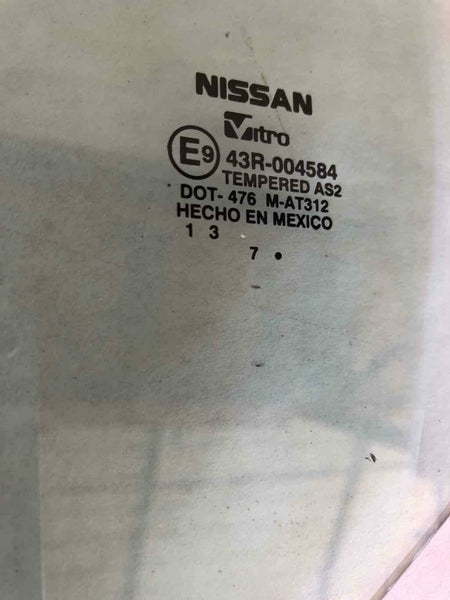 NISSAN
Vitro
E9 43R-004584
TEMPERED AS2
DOT-476 M-AT312
HECHO EN MEXICO
1 3
7 •